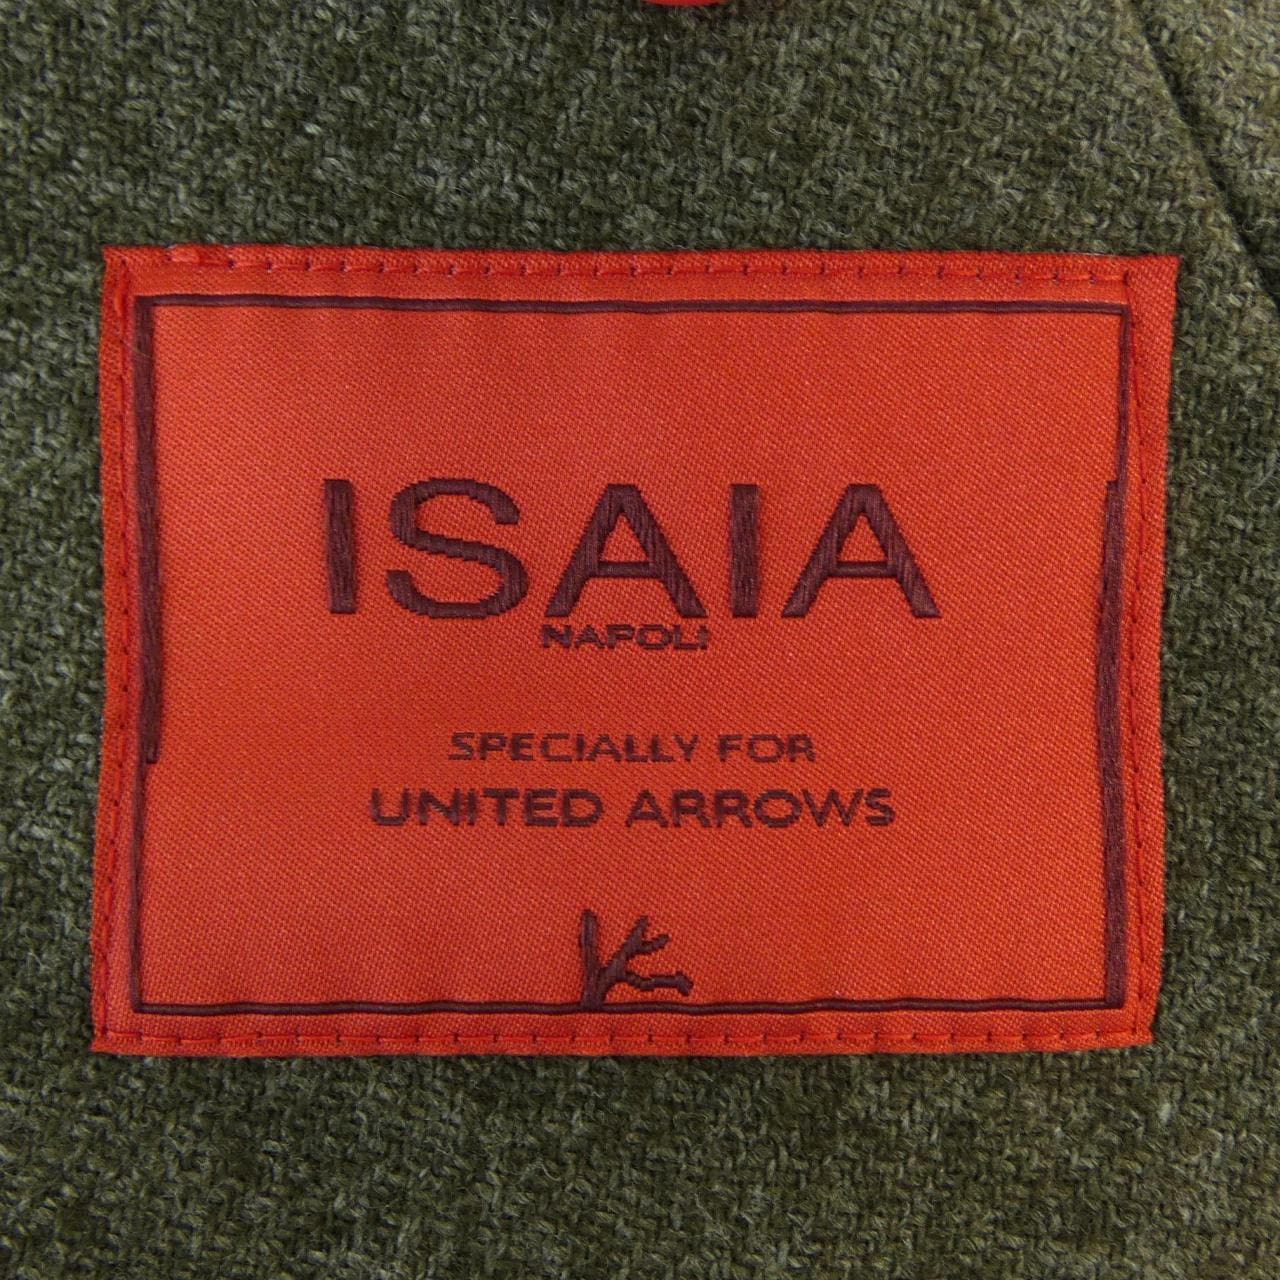 ISAIA
NAPOLI
SPECIALLY FOR
UNITED ARROWS